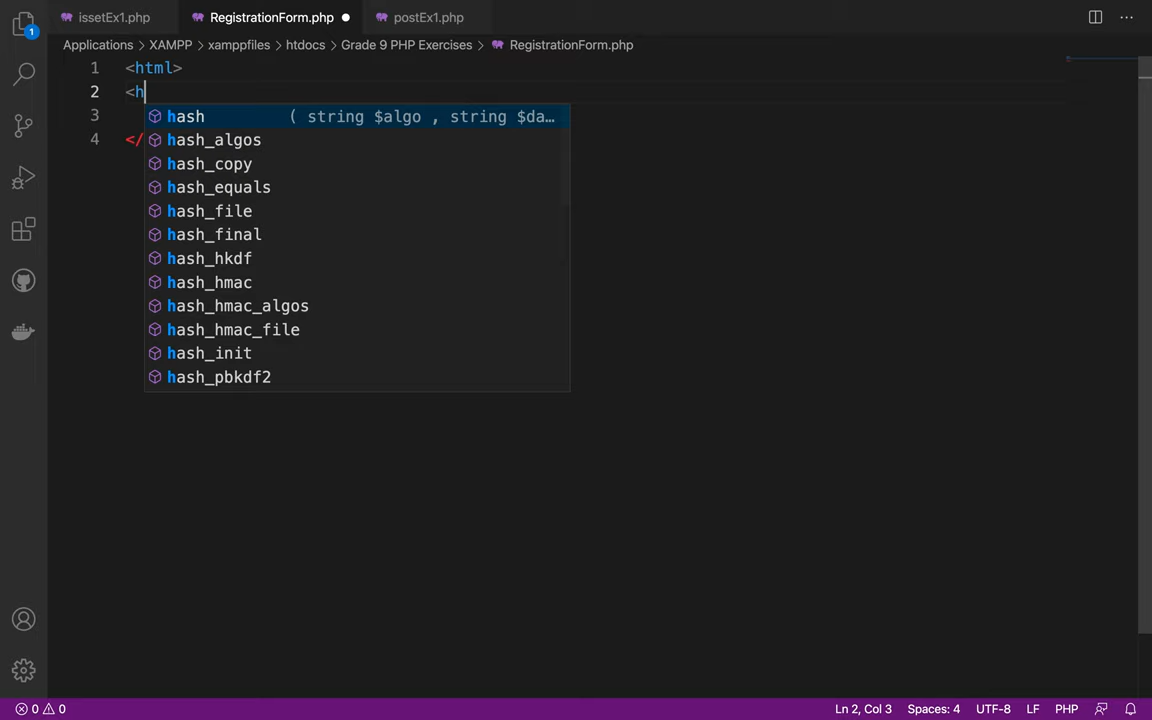 issetEx1.php RegistrationForm.php postEx1.php
Applications XAMPP xamppfiles htdocs Grade 9 PHP Exercises RegistrationForm.php
1 <html>
2 <h
hash ( string $algo , string $da…
3 hash_algos
4 </
hash_copy
hash_equals
hash_file
hash_final
hash_hkdf
hash_hmac
hash_hmac_algos
hash_hmac_file
hash_init
hash_pbkdf2
1
0 0 Ln 2, Col 3 Spaces: 4 UTF-8 LF PHP